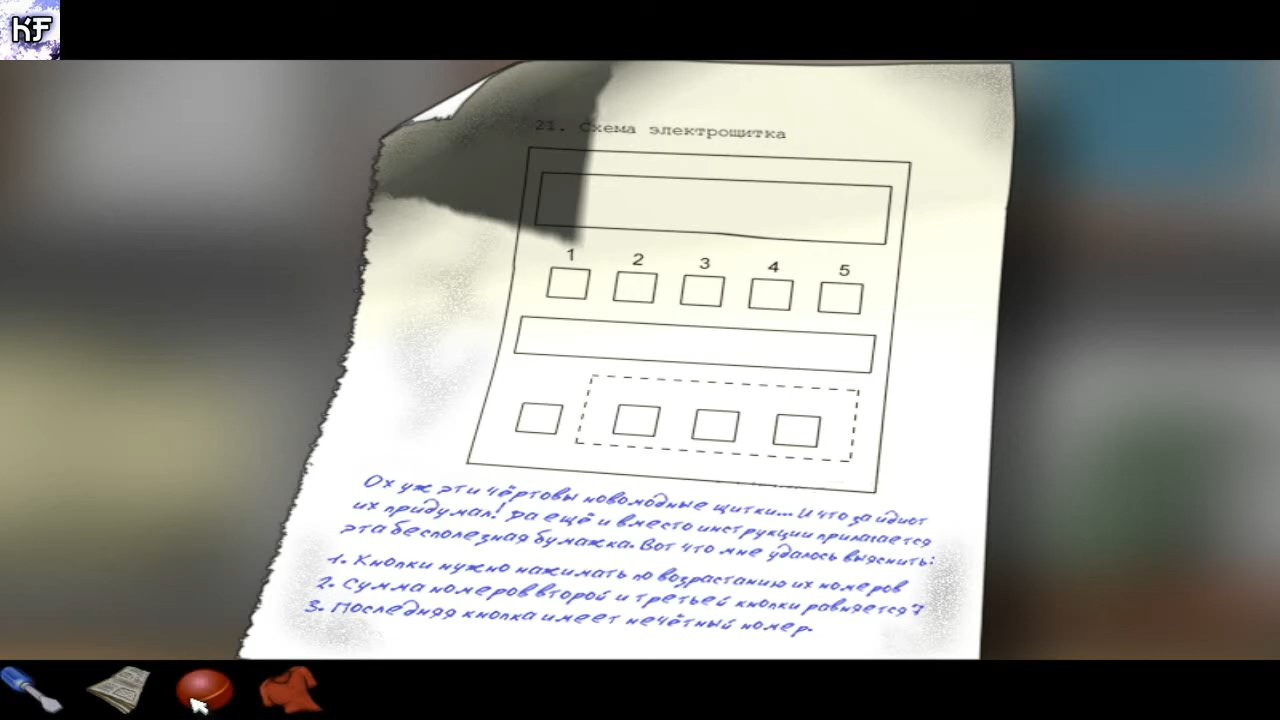 КГ
21. Схема электрощитка
1 2 3 4 5
Ох уж эти чёртовы новомодные щитки... И что за идиот
их придумал! Да ещё и вместо инструкции прилагается
эта бесполезная бумажка. Вот что мне удалось выяснить:
1. Кнопки нужно нажимать по возрастанию их номеров
2. Сумма номеров второй и третьей кнопки равняется 7
3. Последняя кнопка имеет нечётный номер.